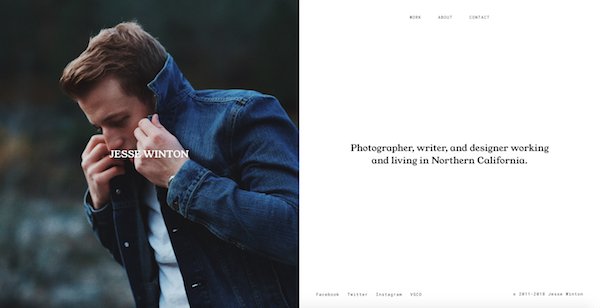 JESSE WINTON
WORK ABOUT CONTACT
Photographer, writer, and designer working
and living in Northern California.
Facebook Twitter Instagram VSCO
© 2011-2018 Jesse Winton